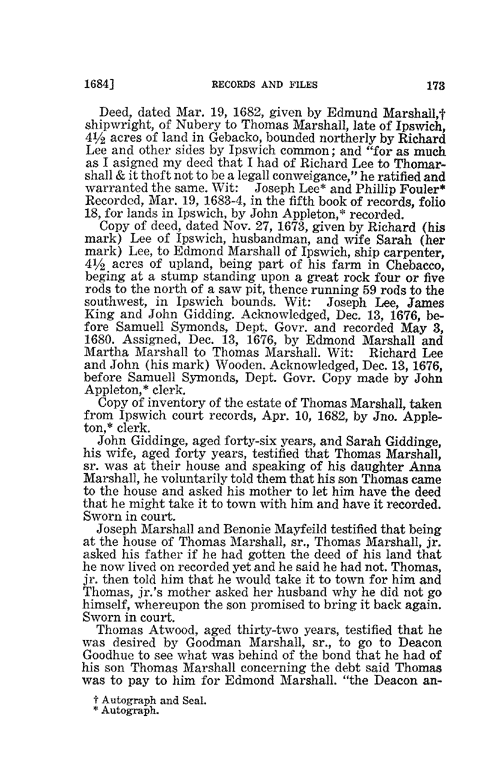 1684] RECORDS AND FILES 173
Deed, dated Mar. 19, 1682, given by Edmund Marshall,†
shipwright, of Nubery to Thomas Marshall, late of Ipswich,
4½ acres of land in Gebacko, bounded northerly by Richard
Lee and other sides by Ipswich common; and "for as much
as I asigned my deed that I had of Richard Lee to Thomar-
shall & it thoft not to be a legall conweigance," he ratified and
warranted the same. Wit: Joseph Lee* and Phillip Fouler*
Recorded, Mar. 19, 1683-4, in the fifth book of records, folio
18, for lands in Ipswich, by John Appleton,* recorded.
Copy of deed, dated Nov. 27, 1673, given by Richard (his
mark) Lee of Ipswich, husbandman, and wife Sarah (her
mark) Lee, to Edmond Marshall of Ipswich, ship carpenter,
4½ acres of upland, being part of his farm in Chebacco,
beging at a stump standing upon a great rock four or five
rods to the north of a saw pit, thence running 59 rods to the
southwest, in Ipswich bounds. Wit: Joseph Lee, James
King and John Gidding. Acknowledged, Dec. 13, 1676, be-
fore Samuell Symonds, Dept. Govr. and recorded May 3,
1680. Assigned, Dec. 13, 1676, by Edmond Marshall and
Martha Marshall to Thomas Marshall. Wit: Richard Lee
and John (his mark) Wooden. Acknowledged, Dec. 13, 1676,
before Samuell Symonds, Dept. Govr. Copy made by John
Appleton,* clerk.
Copy of inventory of the estate of Thomas Marshall, taken
from Ipswich court records, Apr. 10, 1682, by Jno. Apple-
ton,* clerk.
John Giddinge, aged forty-six years, and Sarah Giddinge,
his wife, aged forty years, testified that Thomas Marshall,
sr. was at their house and speaking of his daughter Anna
Marshall, he voluntarily told them that his son Thomas came
to the house and asked his mother to let him have the deed
that he might take it to town with him and have it recorded.
Sworn in court.
Joseph Marshall and Benonie Mayfeild testified that being
at the house of Thomas Marshall, sr., Thomas Marshall, jr.
asked his father if he had gotten the deed of his land that
he now lived on recorded yet and he said he had not. Thomas,
jr. then told him that he would take it to town for him and
Thomas, jr.'s mother asked her husband why he did not go
himself, whereupon the son promised to bring it back again.
Sworn in court.
Thomas Atwood, aged thirty-two years, testified that he
was desired by Goodman Marshall, sr., to go to Deacon
Goodhue to see what was behind of the bond that he had of
his son Thomas Marshall concerning the debt said Thomas
was to pay to him for Edmond Marshall. "the Deacon an-
† Autograph and Seal.
* Autograph.